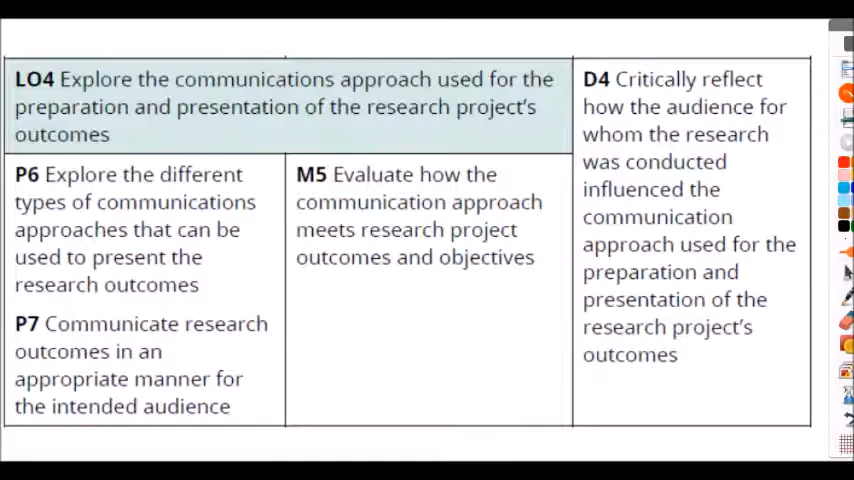 LO4 Explore the communications approach used for the
preparation and presentation of the research project's
outcomes
P6 Explore the different
types of communications
approaches that can be
used to present the
research outcomes
P7 Communicate research
outcomes in an
appropriate manner for
the intended audience
M5 Evaluate how the
communication approach
meets research project
outcomes and objectives
D4 Critically reflect
how the audience for
whom the research
was conducted
influenced the
communication
approach used for the
preparation and
presentation of the
research project's
outcomes